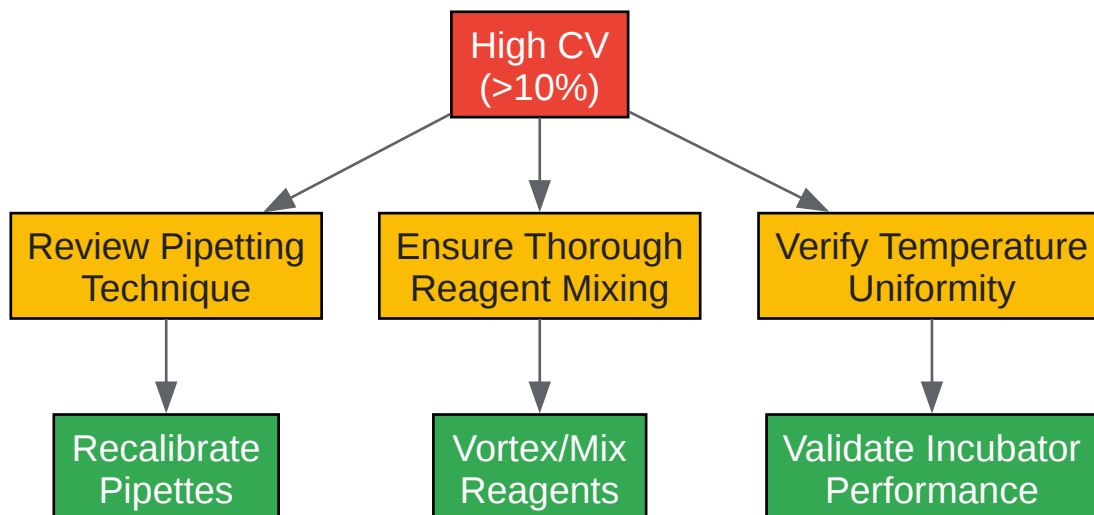 High CV
(>10%)
Review Pipetting
Technique
Ensure Thorough
Reagent Mixing
Verify Temperature
Uniformity
Recalibrate
Pipettes
Vortex/Mix
Reagents
Validate Incubator
Performance